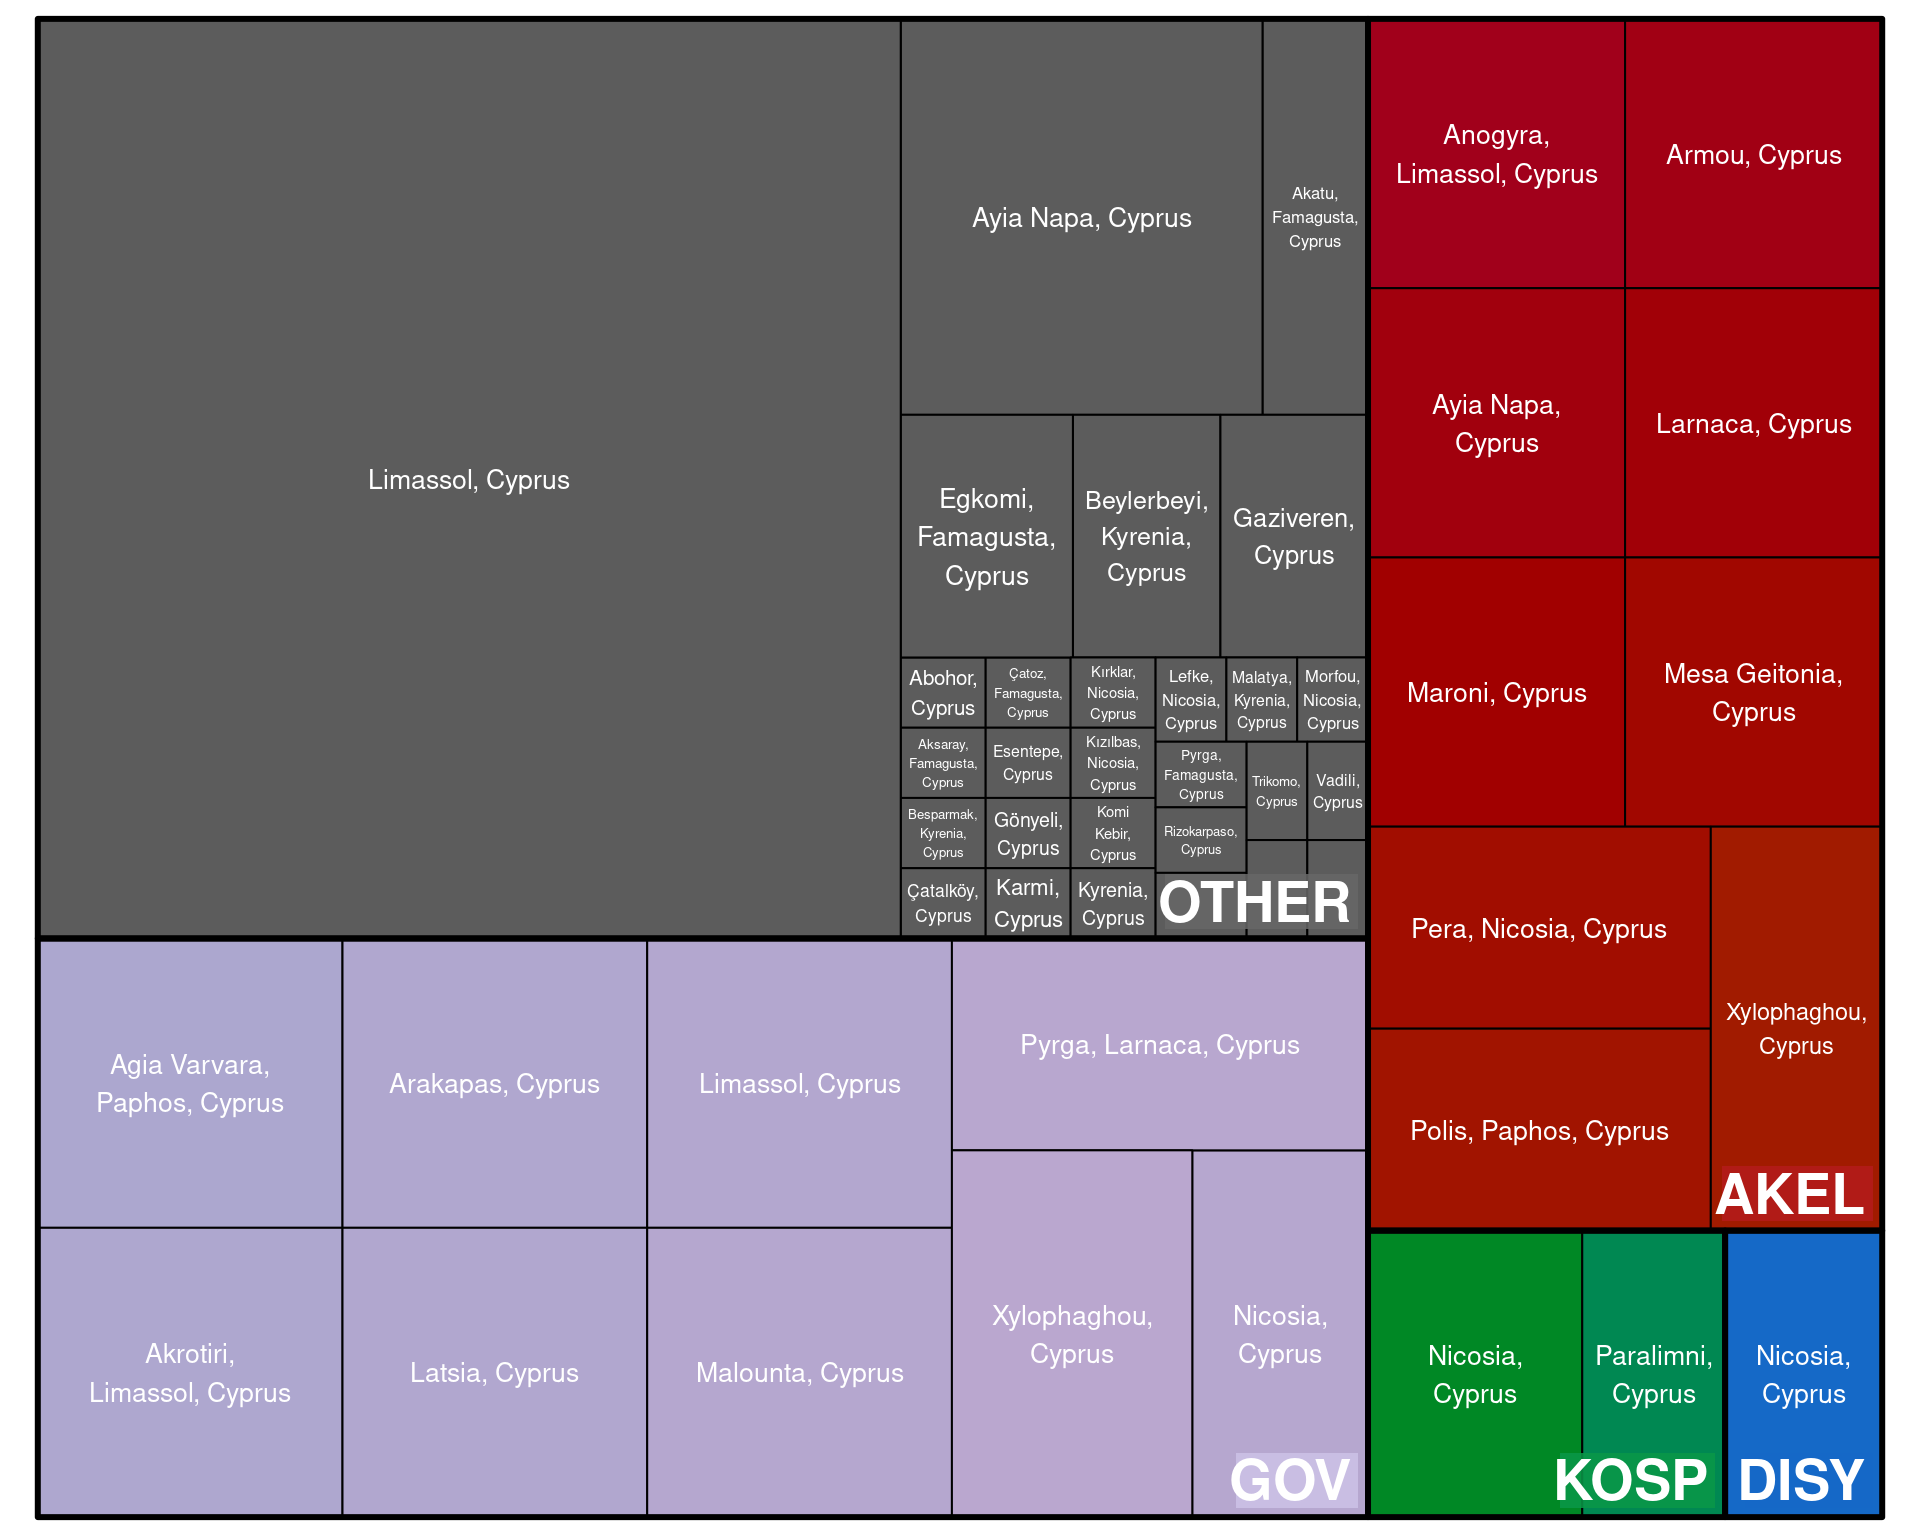 Limassol, Cyprus
Ayia Napa, Cyprus
Akatu,
Famagusta,
Cyprus
Egkomi,
Famagusta,
Cyprus
Beylerbeyi,
Kyrenia,
Cyprus
Gaziveren,
Cyprus
Abohor,
Cyprus
Çatoz,
Famagusta,
Cyprus
Kırklar,
Nicosia,
Cyprus
Lefke,
Nicosia,
Cyprus
Malatya,
Kyrenia,
Cyprus
Morfou,
Nicosia,
Cyprus
Aksaray,
Famagusta,
Cyprus
Esentepe,
Cyprus
Kızılbas,
Nicosia,
Cyprus
Pyrga,
Famagusta,
Cyprus
Trikomo,
Cyprus
Vadili,
Cyprus
Besparmak,
Kyrenia,
Cyprus
Gönyeli,
Cyprus
Komi
Kebir,
Cyprus
Rizokarpaso,
Cyprus
Çatalköy,
Cyprus
Karmi,
Cyprus
Kyrenia,
Cyprus
OTHER
Anogyra,
Limassol, Cyprus
Armou, Cyprus
Ayia Napa,
Cyprus
Larnaca, Cyprus
Maroni, Cyprus
Mesa Geitonia,
Cyprus
Pera, Nicosia, Cyprus
Polis, Paphos, Cyprus
Xylophaghou,
Cyprus
AKEL
Agia Varvara,
Paphos, Cyprus
Arakapas, Cyprus
Limassol, Cyprus
Pyrga, Larnaca, Cyprus
Akrotiri,
Limassol, Cyprus
Latsia, Cyprus
Malounta, Cyprus
Xylophaghou,
Cyprus
Nicosia,
Cyprus
GOV
Nicosia,
Cyprus
Paralimni,
Cyprus
KOSP
Nicosia,
Cyprus
DISY